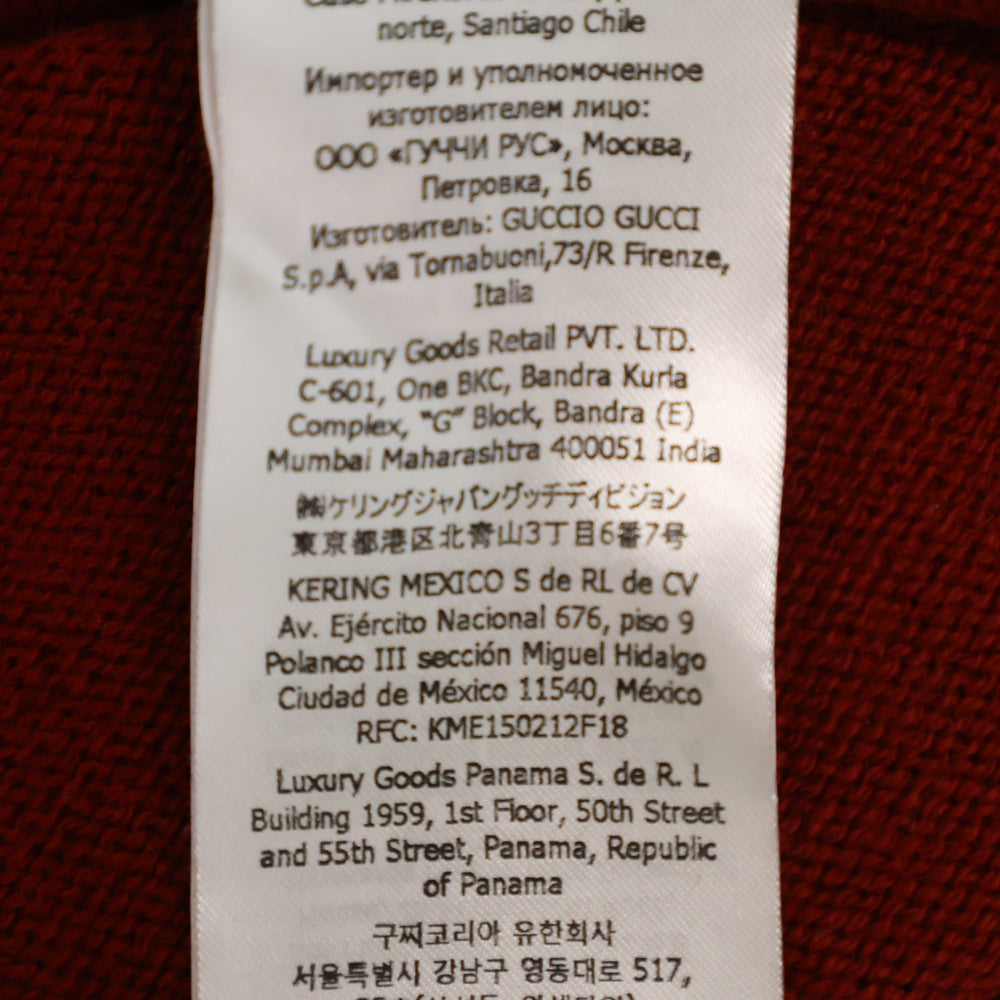 norte, Santiago Chile
Импортер и уполномоченное
изготовителем лицо:
ООО «ГУЧЧИ РУС», Москва,
Петровка, 16
Изготовитель: GUCCIO GUCCI
S.p.A, via Tornabuoni,73/R Firenze,
Italia
Luxury Goods Retail PVT. LTD.
C-601, One BKC, Bandra Kurla
Complex, "G" Block, Bandra (E)
Mumbai Maharashtra 400051 India
㈱ケリングジャパングッチディビジョン
東京都港区北青山3丁目6番7号
KERING MEXICO S de RL de CV
Av. Ejército Nacional 676, piso 9
Polanco III sección Miguel Hidalgo
Ciudad de México 11540, México
RFC: KME150212F18
Luxury Goods Panama S. de R. L
Building 1959, 1st Floor, 50th Street
and 55th Street, Panama, Republic
of Panama
구찌코리아 유한회사
서울특별시 강남구 영동대로 517,